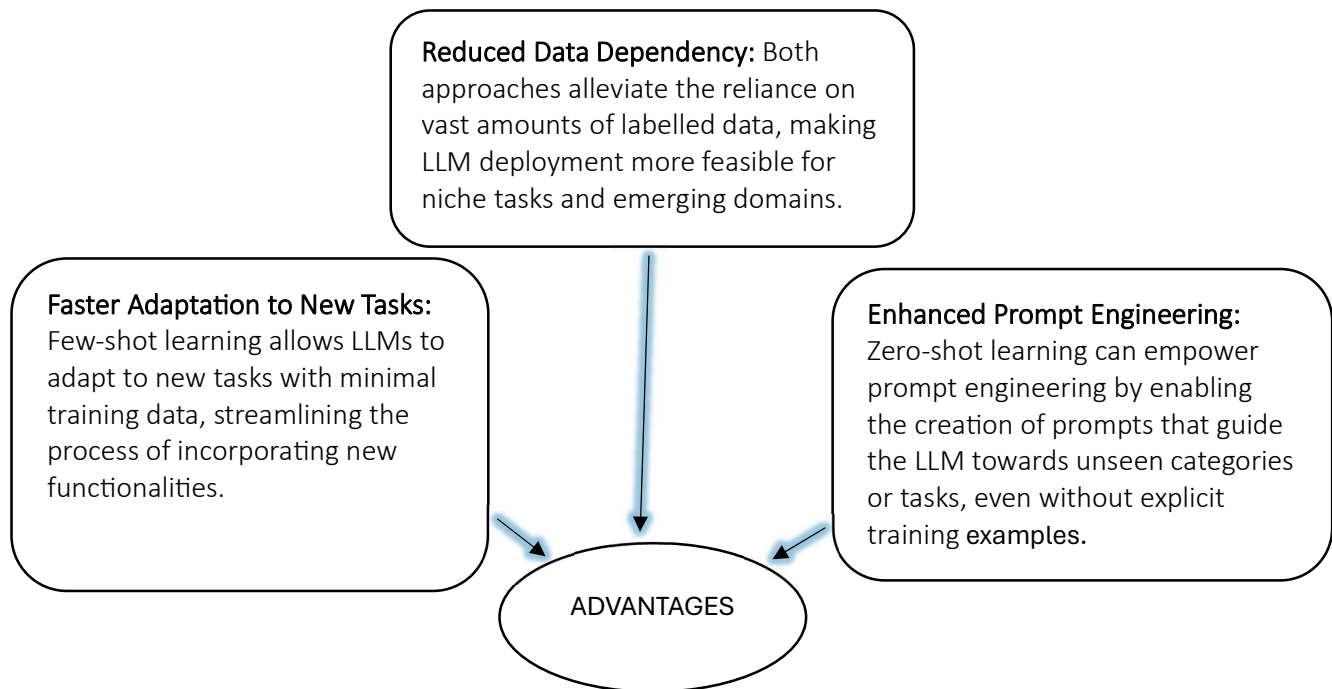 Reduced Data Dependency: Both
approaches alleviate the reliance on
vast amounts of labelled data, making
LLM deployment more feasible for
niche tasks and emerging domains.
Faster Adaptation to New Tasks:
Few-shot learning allows LLMs to
adapt to new tasks with minimal
training data, streamlining the
process of incorporating new
functionalities.
Enhanced Prompt Engineering:
Zero-shot learning can empower
prompt engineering by enabling
the creation of prompts that guide
the LLM towards unseen categories
or tasks, even without explicit
training examples.
ADVANTAGES